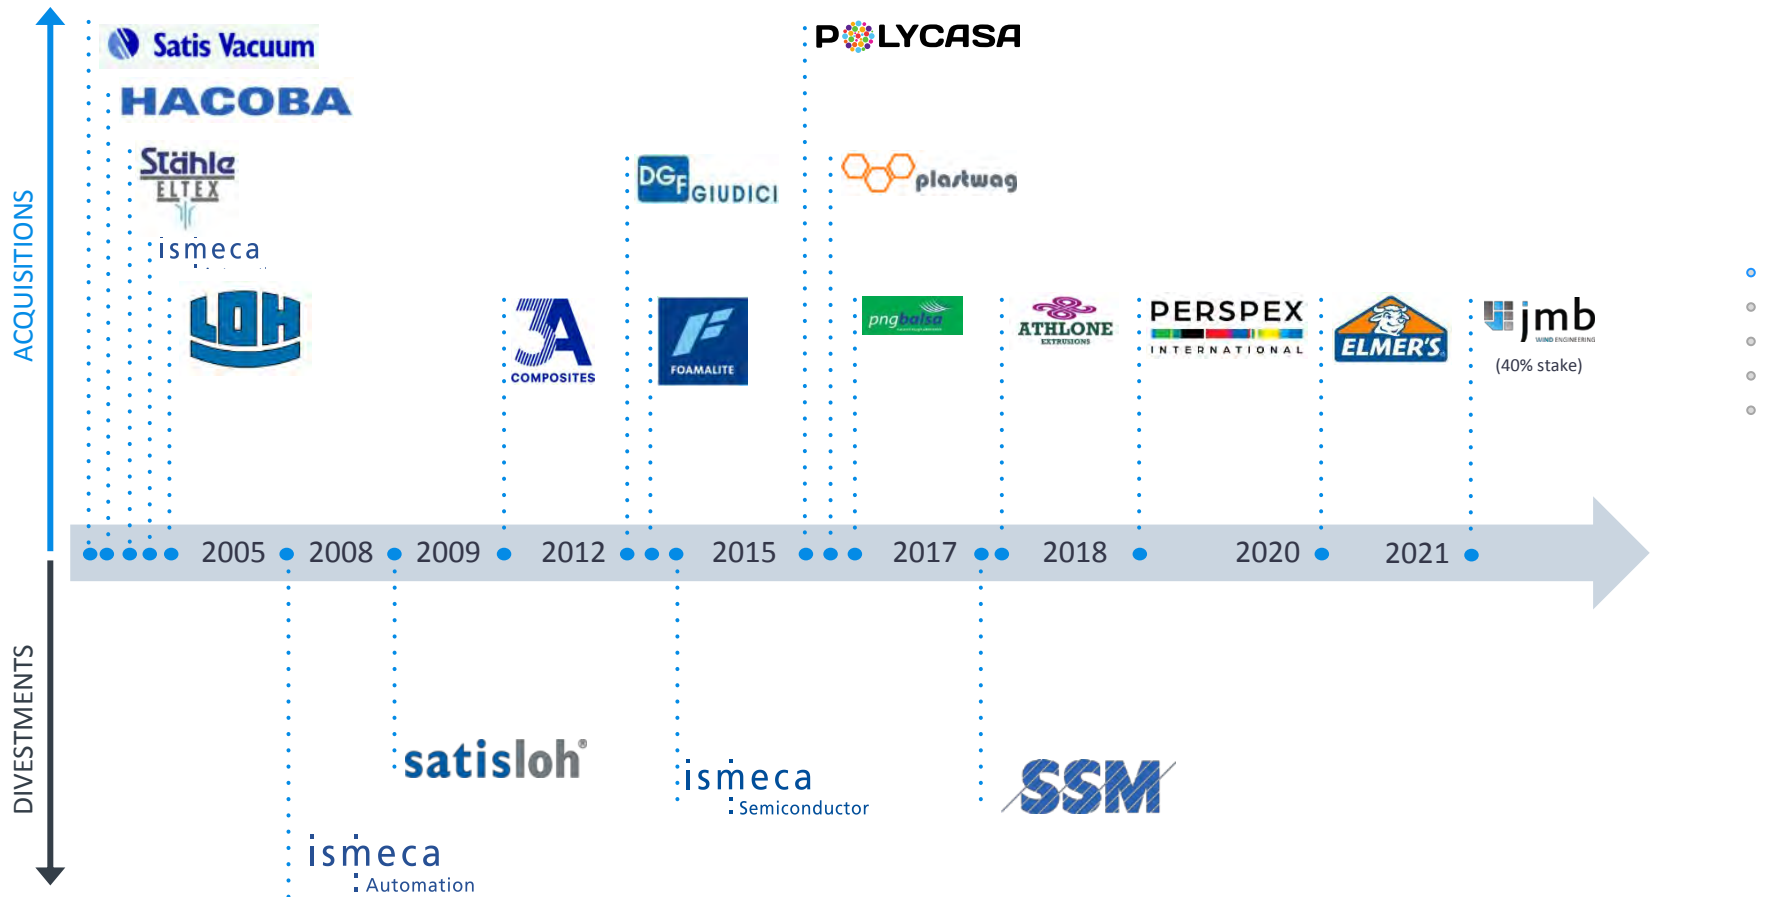 ACQUISITIONS
Satis Vacuum
HACOBA
Stähle
ELTEX
ismeca
LOH
3A
COMPOSITES
DGF GIUDICI
F
FOAMALITE
POLYCASA
plastwag
pngbalsa
ATHLONE
EXTRUSIONS
PERSPEX
INTERNATIONAL
ELMER'S
jmb
WIND ENGINEERING
(40% stake)
2005 2008 2009 2012 2015 2017 2018 2020 2021
DIVESTMENTS
satisloh®
ismeca
Semiconductor
SSM
ismeca
Automation